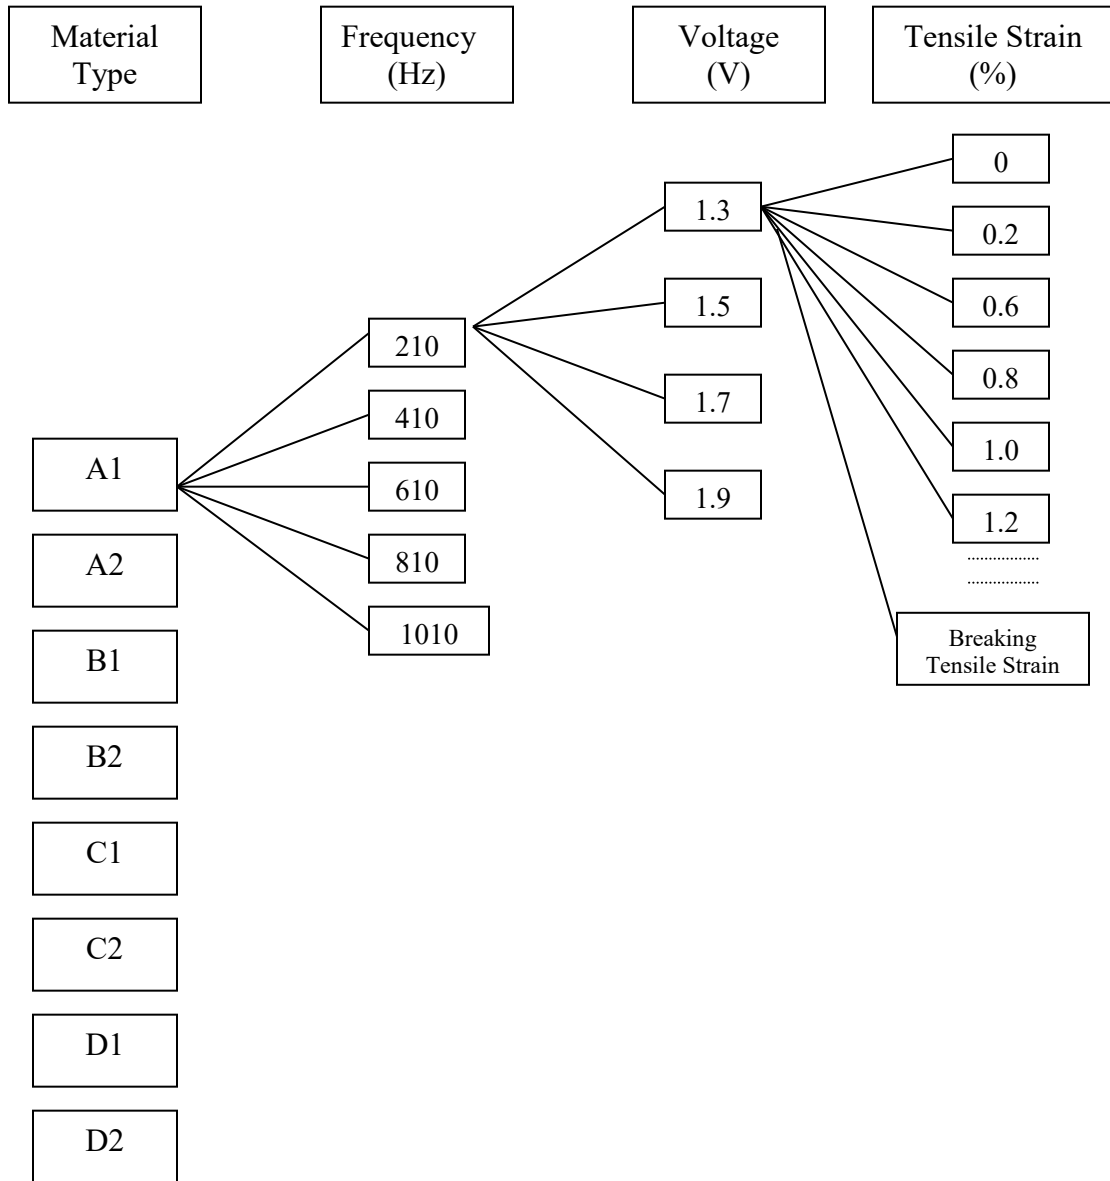 Material
Type
Frequency
(Hz)
Voltage
(V)
Tensile Strain
(%)
A1
A2
B1
B2
C1
C2
D1
D2
210
410
610
810
1010
1.3
1.5
1.7
1.9
0
0.2
0.6
0.8
1.0
1.2
.................
.................
Breaking
Tensile Strain